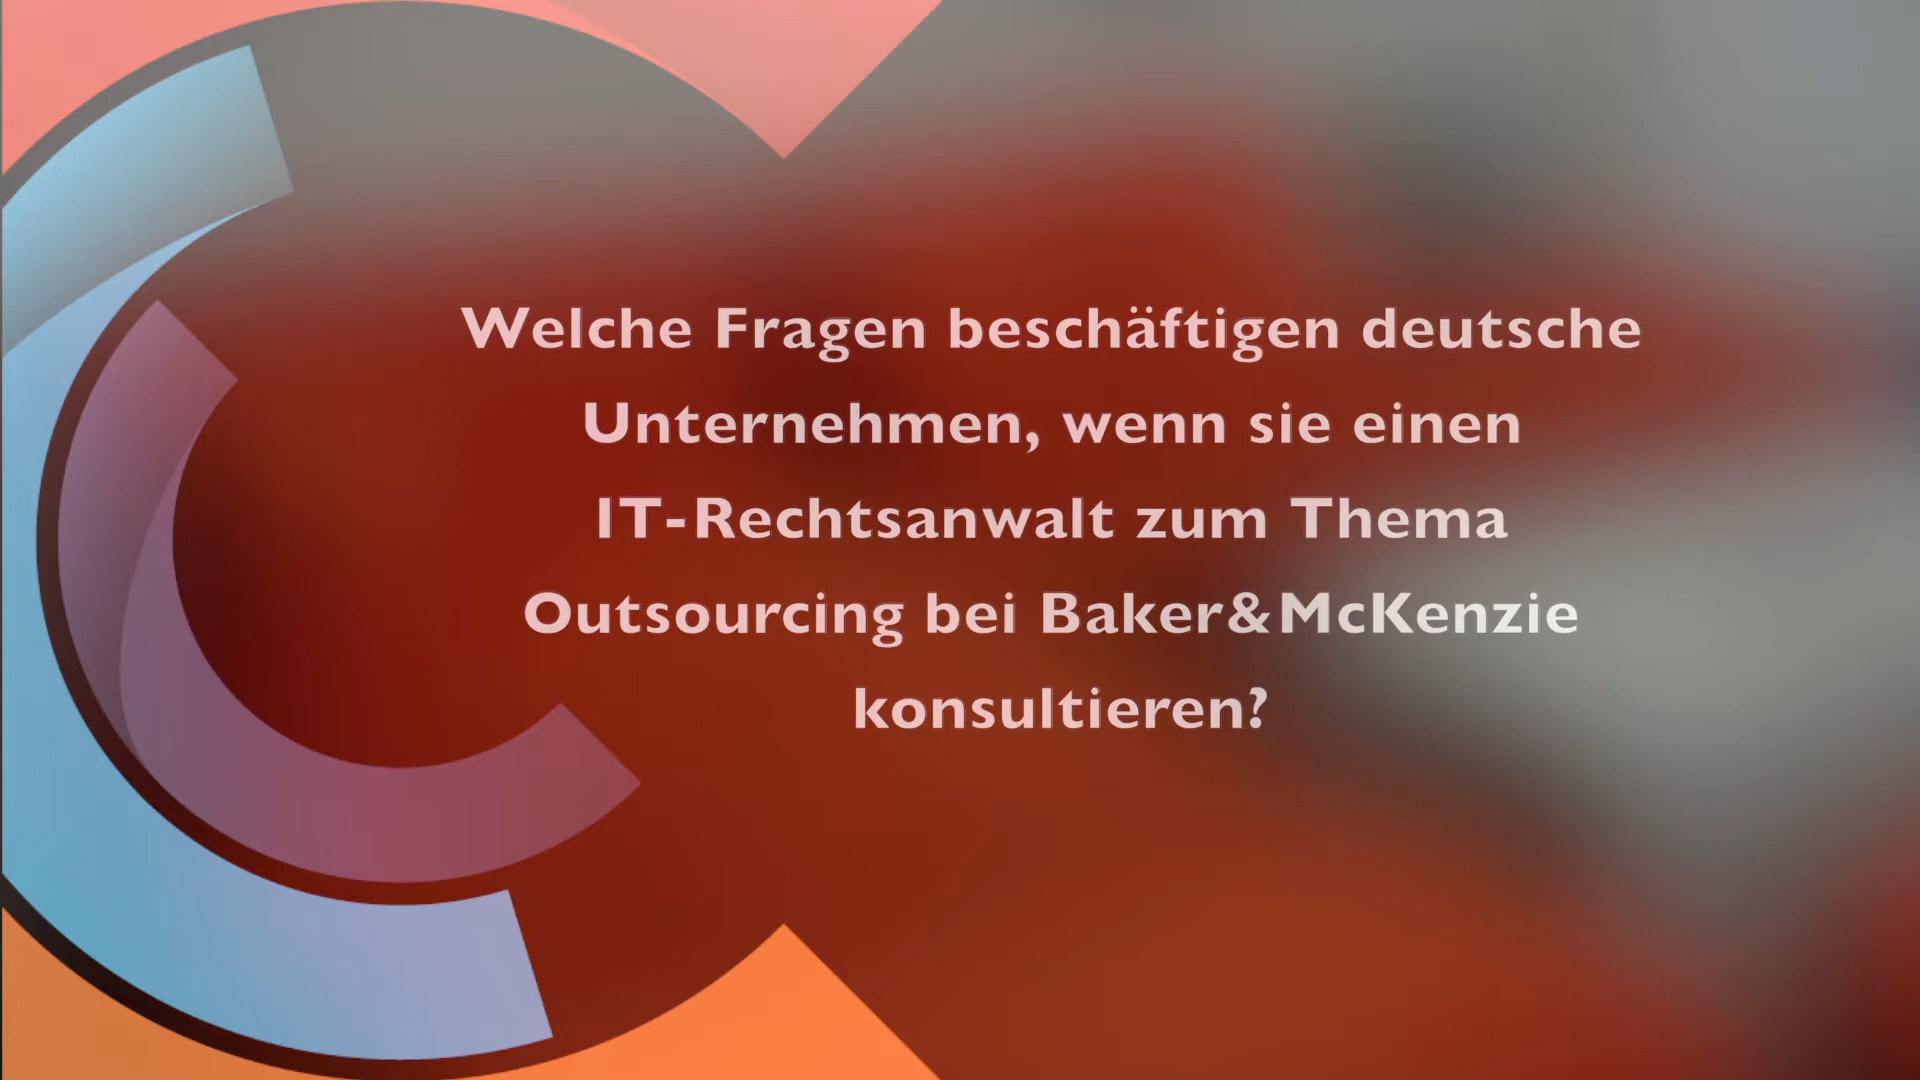 Welche Fragen beschäftigen deutsche
Unternehmen, wenn sie einen
IT-Rechtsanwalt zum Thema
Outsourcing bei Baker&McKenzie
konsultieren?